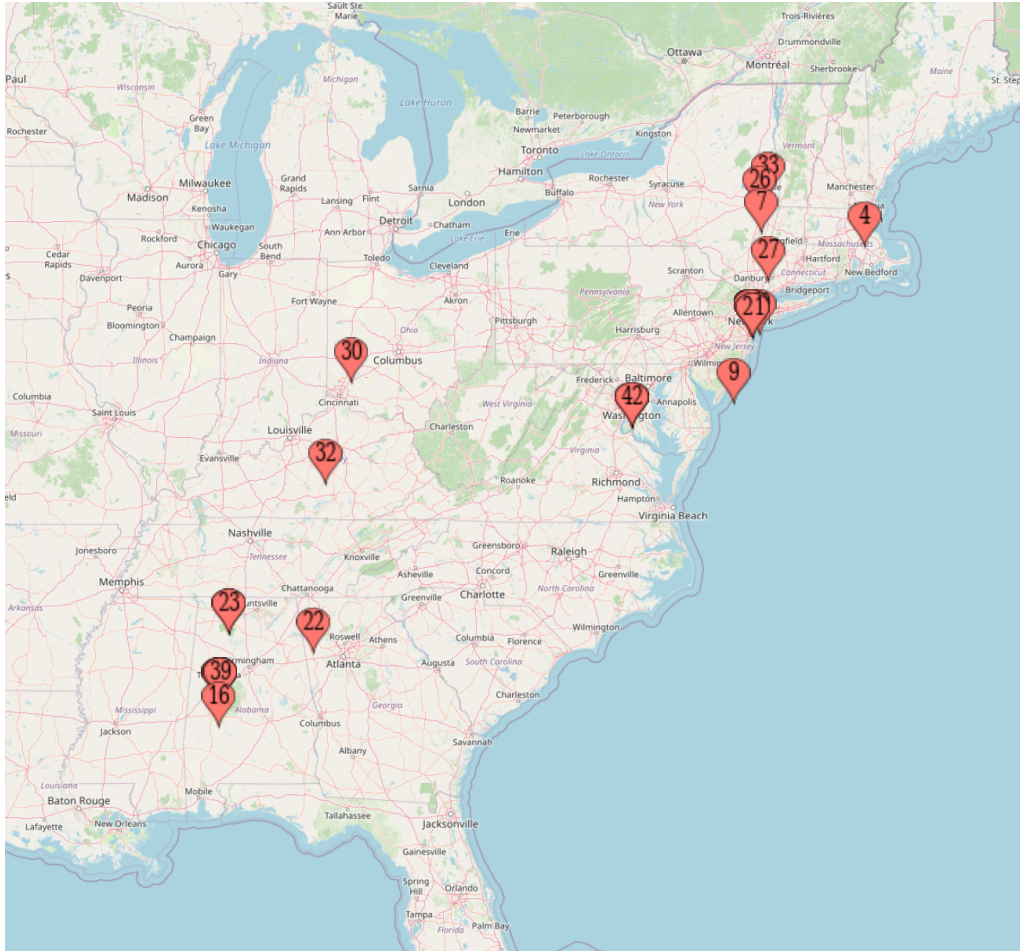 Sault Ste.
Marie
Trois-Rivières
Drummondville
Ottawa
Montréal
Sherbrooke
Maine
St. Step
Paul
Wisconsin
Michigan
Green
Bay
Lake Huron
Barrie
Peterborough
Newmarket
Kingston
Vermont
Rochester
Lake Michigan
Toronto
Hamilton
Lake Ontario
33
26
Madison
Milwaukee
Grand
Rapids
Lansing
Flint
Sarnia
London
Rochester
Syracuse
Buffalo
New York
Manchester
7
4
Kenosha
Waukegan
Rockford
Chicago
Aurora
Gary
South
Bend
Ann Arbor
Detroit
Chatham
Lake Erie
Erie
Massachusetts
27
Hartford
Connecticut
New Bedford
Cedar
Rapids
Davenport
Toledo
Cleveland
Scranton
Danbury
Bridgeport
Peoria
Bloomington
Champaign
Fort Wayne
Akron
Pennsylvania
Allentown
21
Illinois
Indiana
Ohio
Pittsburgh
Harrisburg
New Jersey
30
Columbus
Frederick
Baltimore
9
Columbia
Cincinnati
42
Annapolis
Washington
Missouri
Saint Louis
West Virginia
Charleston
Virginia
Louisville
32
Evansville
Roanoke
Richmond
Hampton
Virginia Beach
Nashville
Tennessee
Knoxville
Greensboro
Raleigh
Jonesboro
Memphis
Chattanooga
Asheville
Concord
Charlotte
Greenville
Greenville
North Carolina
Arkansas
23
22
Roswell
Athens
Atlanta
Columbia
Florence
Wilmington
South Carolina
39
16
Augusta
Mississippi
Alabama
Georgia
Charleston
Jackson
Columbus
Savannah
Albany
Louisiana
Mobile
Baton Rouge
Lafayette
New Orleans
Tallahassee
Jacksonville
Gainesville
Spring
Hill
Orlando
Tampa
Florida
Palm Bay